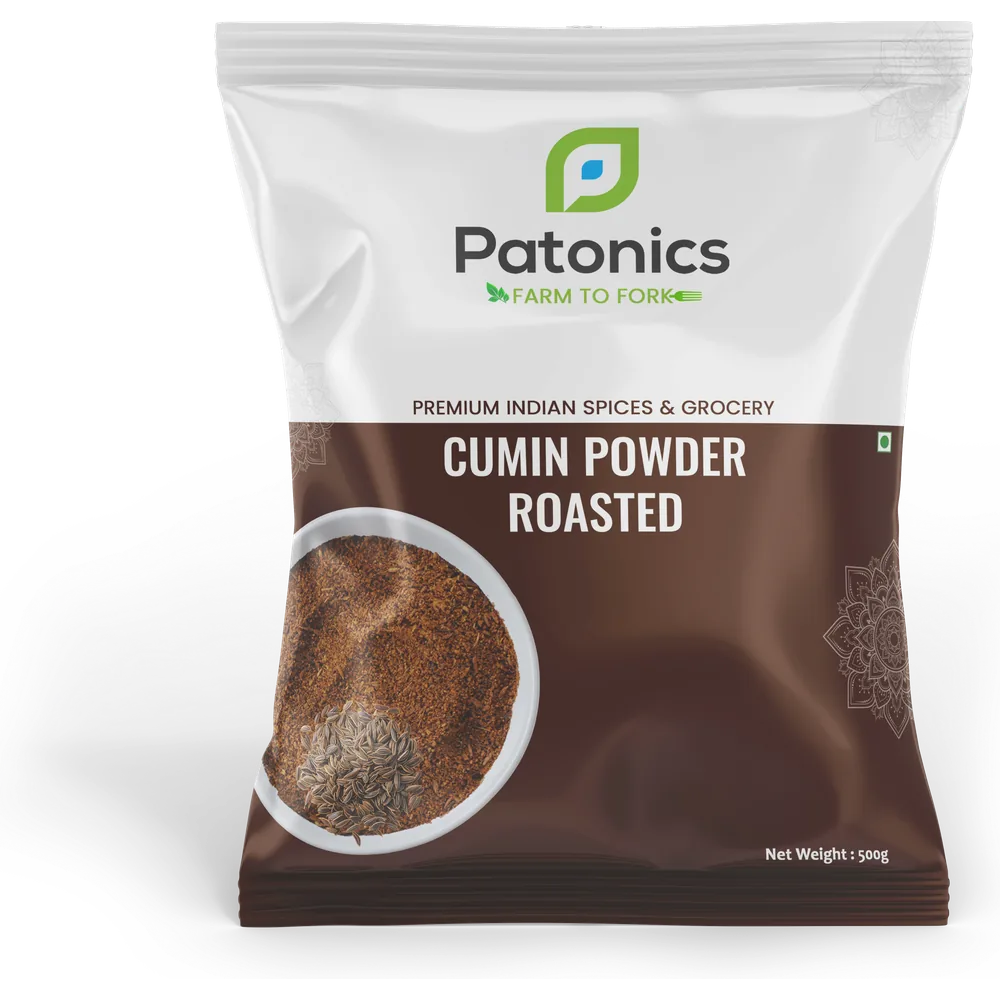 Patonics
FARM TO FORK
PREMIUM INDIAN SPICES & GROCERY
CUMIN POWDER
ROASTED
Net Weight : 500g